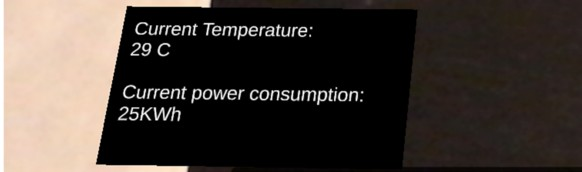 Current Temperature:
29 C
Current power consumption:
25KWh